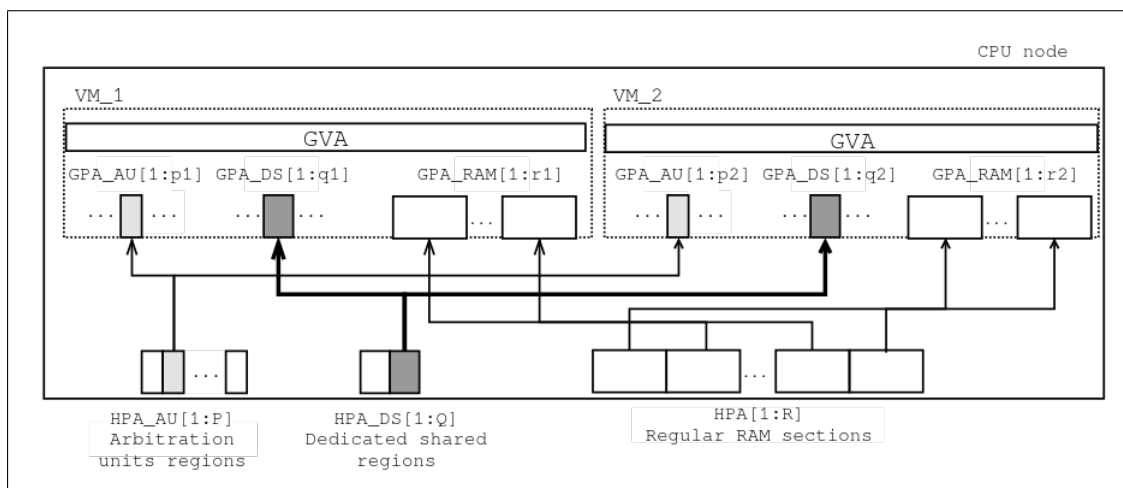 CPU node
VM_1
VM_2
GVA
GVA
GPA_AU[1:p1] GPA_DS[1:q1] GPA_RAM[1:r1]
GPA_AU[1:p2] GPA_DS[1:q2] GPA_RAM[1:r2]
... ... ... ... ...
... ... ... ... ...
... ... ...
HPA_AU[1:P]
Arbitration
units regions
HPA_DS[1:Q]
Dedicated shared
regions
HPA[1:R]
Regular RAM sections